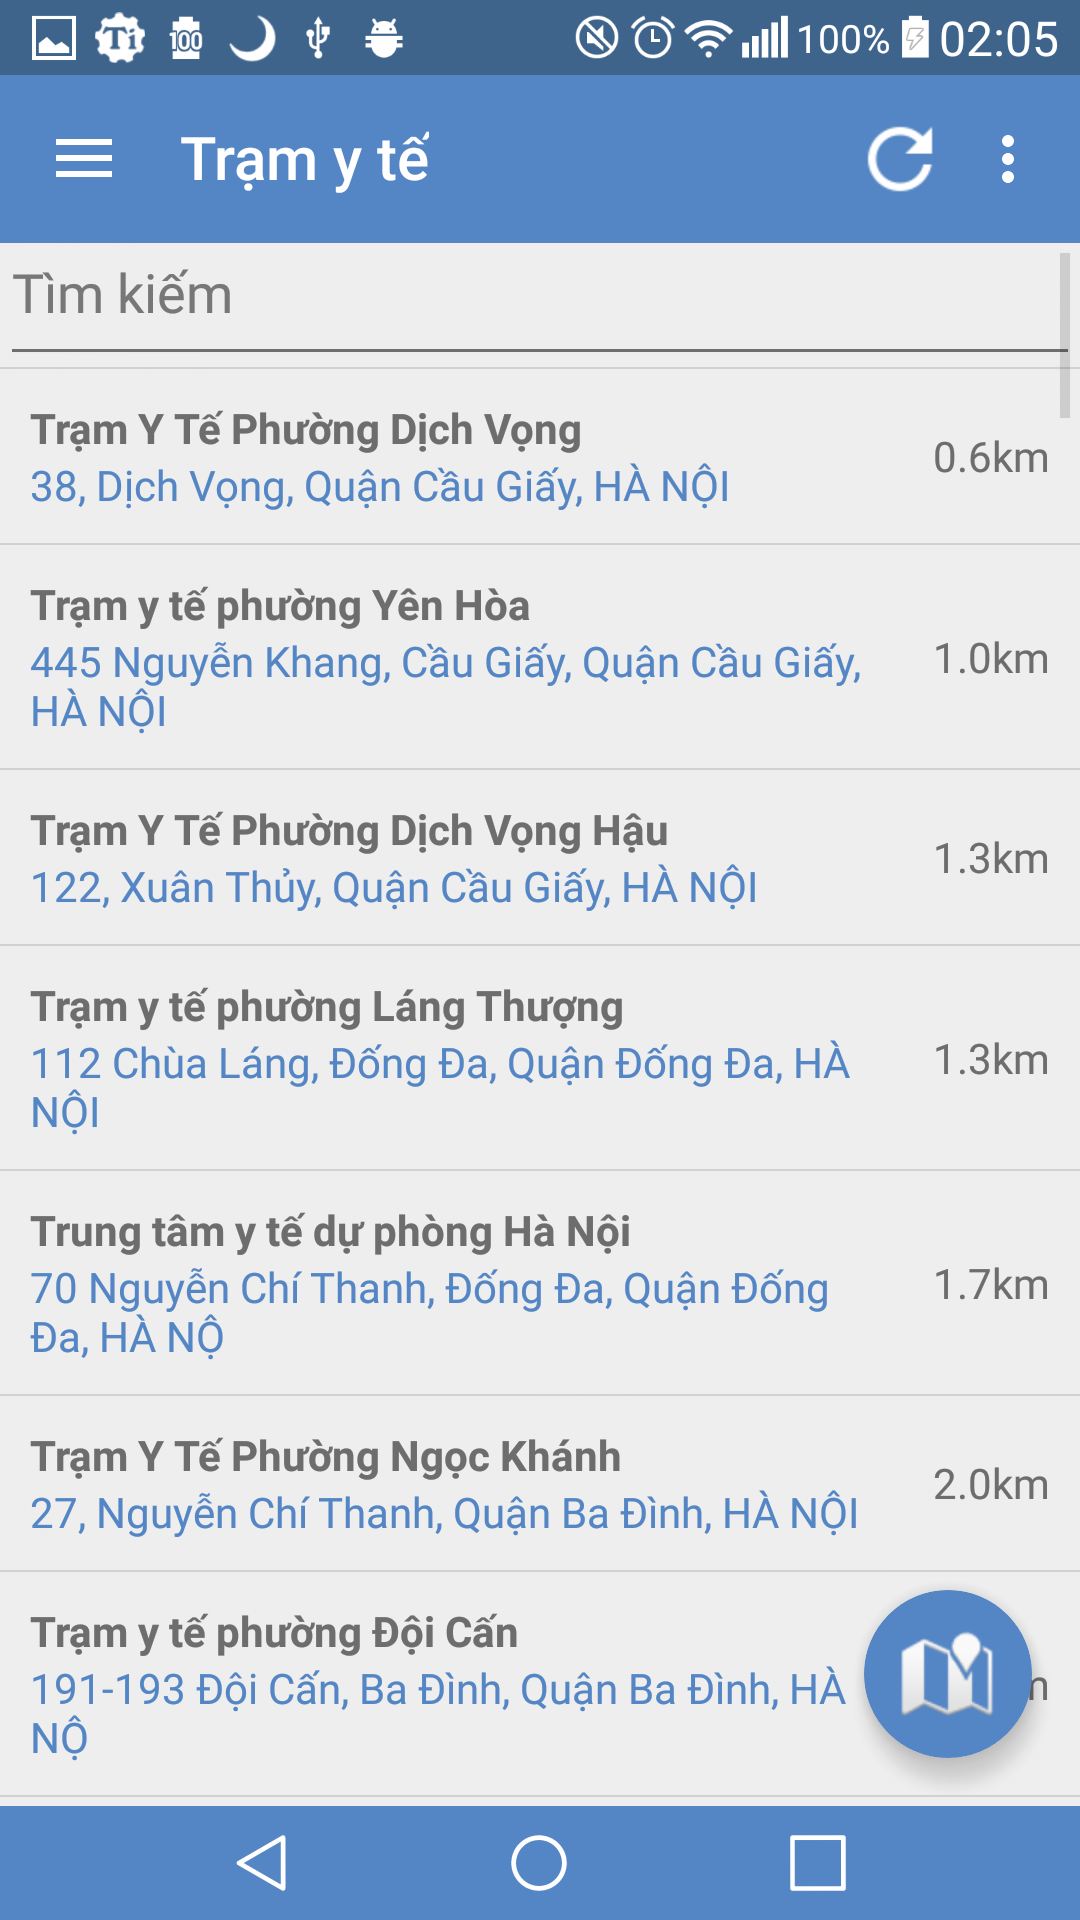 Ti 100 100% 02:05
Trạm y tế
Tìm kiếm
Trạm Y Tế Phường Dịch Vọng
38, Dịch Vọng, Quận Cầu Giấy, HÀ NỘI
0.6km
Trạm y tế phường Yên Hòa
445 Nguyễn Khang, Cầu Giấy, Quận Cầu Giấy,
HÀ NỘI
1.0km
Trạm Y Tế Phường Dịch Vọng Hậu
122, Xuân Thủy, Quận Cầu Giấy, HÀ NỘI
1.3km
Trạm y tế phường Láng Thượng
112 Chùa Láng, Đống Đa, Quận Đống Đa, HÀ
NỘI
1.3km
Trung tâm y tế dự phòng Hà Nội
70 Nguyễn Chí Thanh, Đống Đa, Quận Đống
Đa, HÀ NỘ
1.7km
Trạm Y Tế Phường Ngọc Khánh
27, Nguyễn Chí Thanh, Quận Ba Đình, HÀ NỘI
2.0km
Trạm y tế phường Đội Cấn
191-193 Đội Cấn, Ba Đình, Quận Ba Đình, HÀ
NỘ